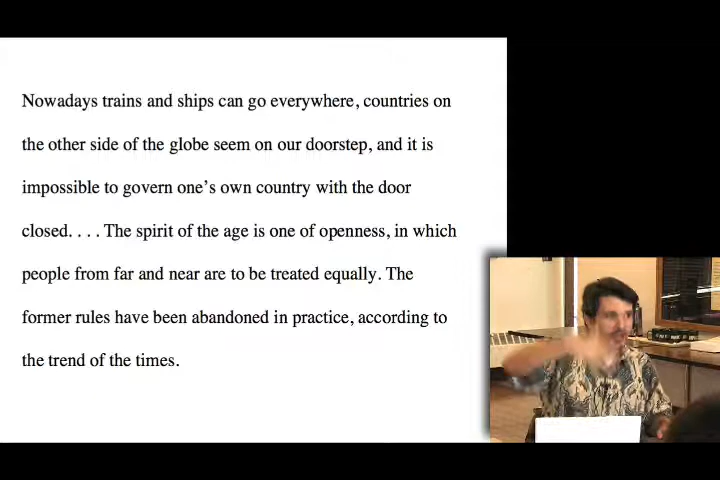 Nowadays trains and ships can go everywhere, countries on
the other side of the globe seem on our doorstep, and it is
impossible to govern one’s own country with the door
closed. . . . The spirit of the age is one of openness, in which
people from far and near are to be treated equally. The
former rules have been abandoned in practice, according to
the trend of the times.